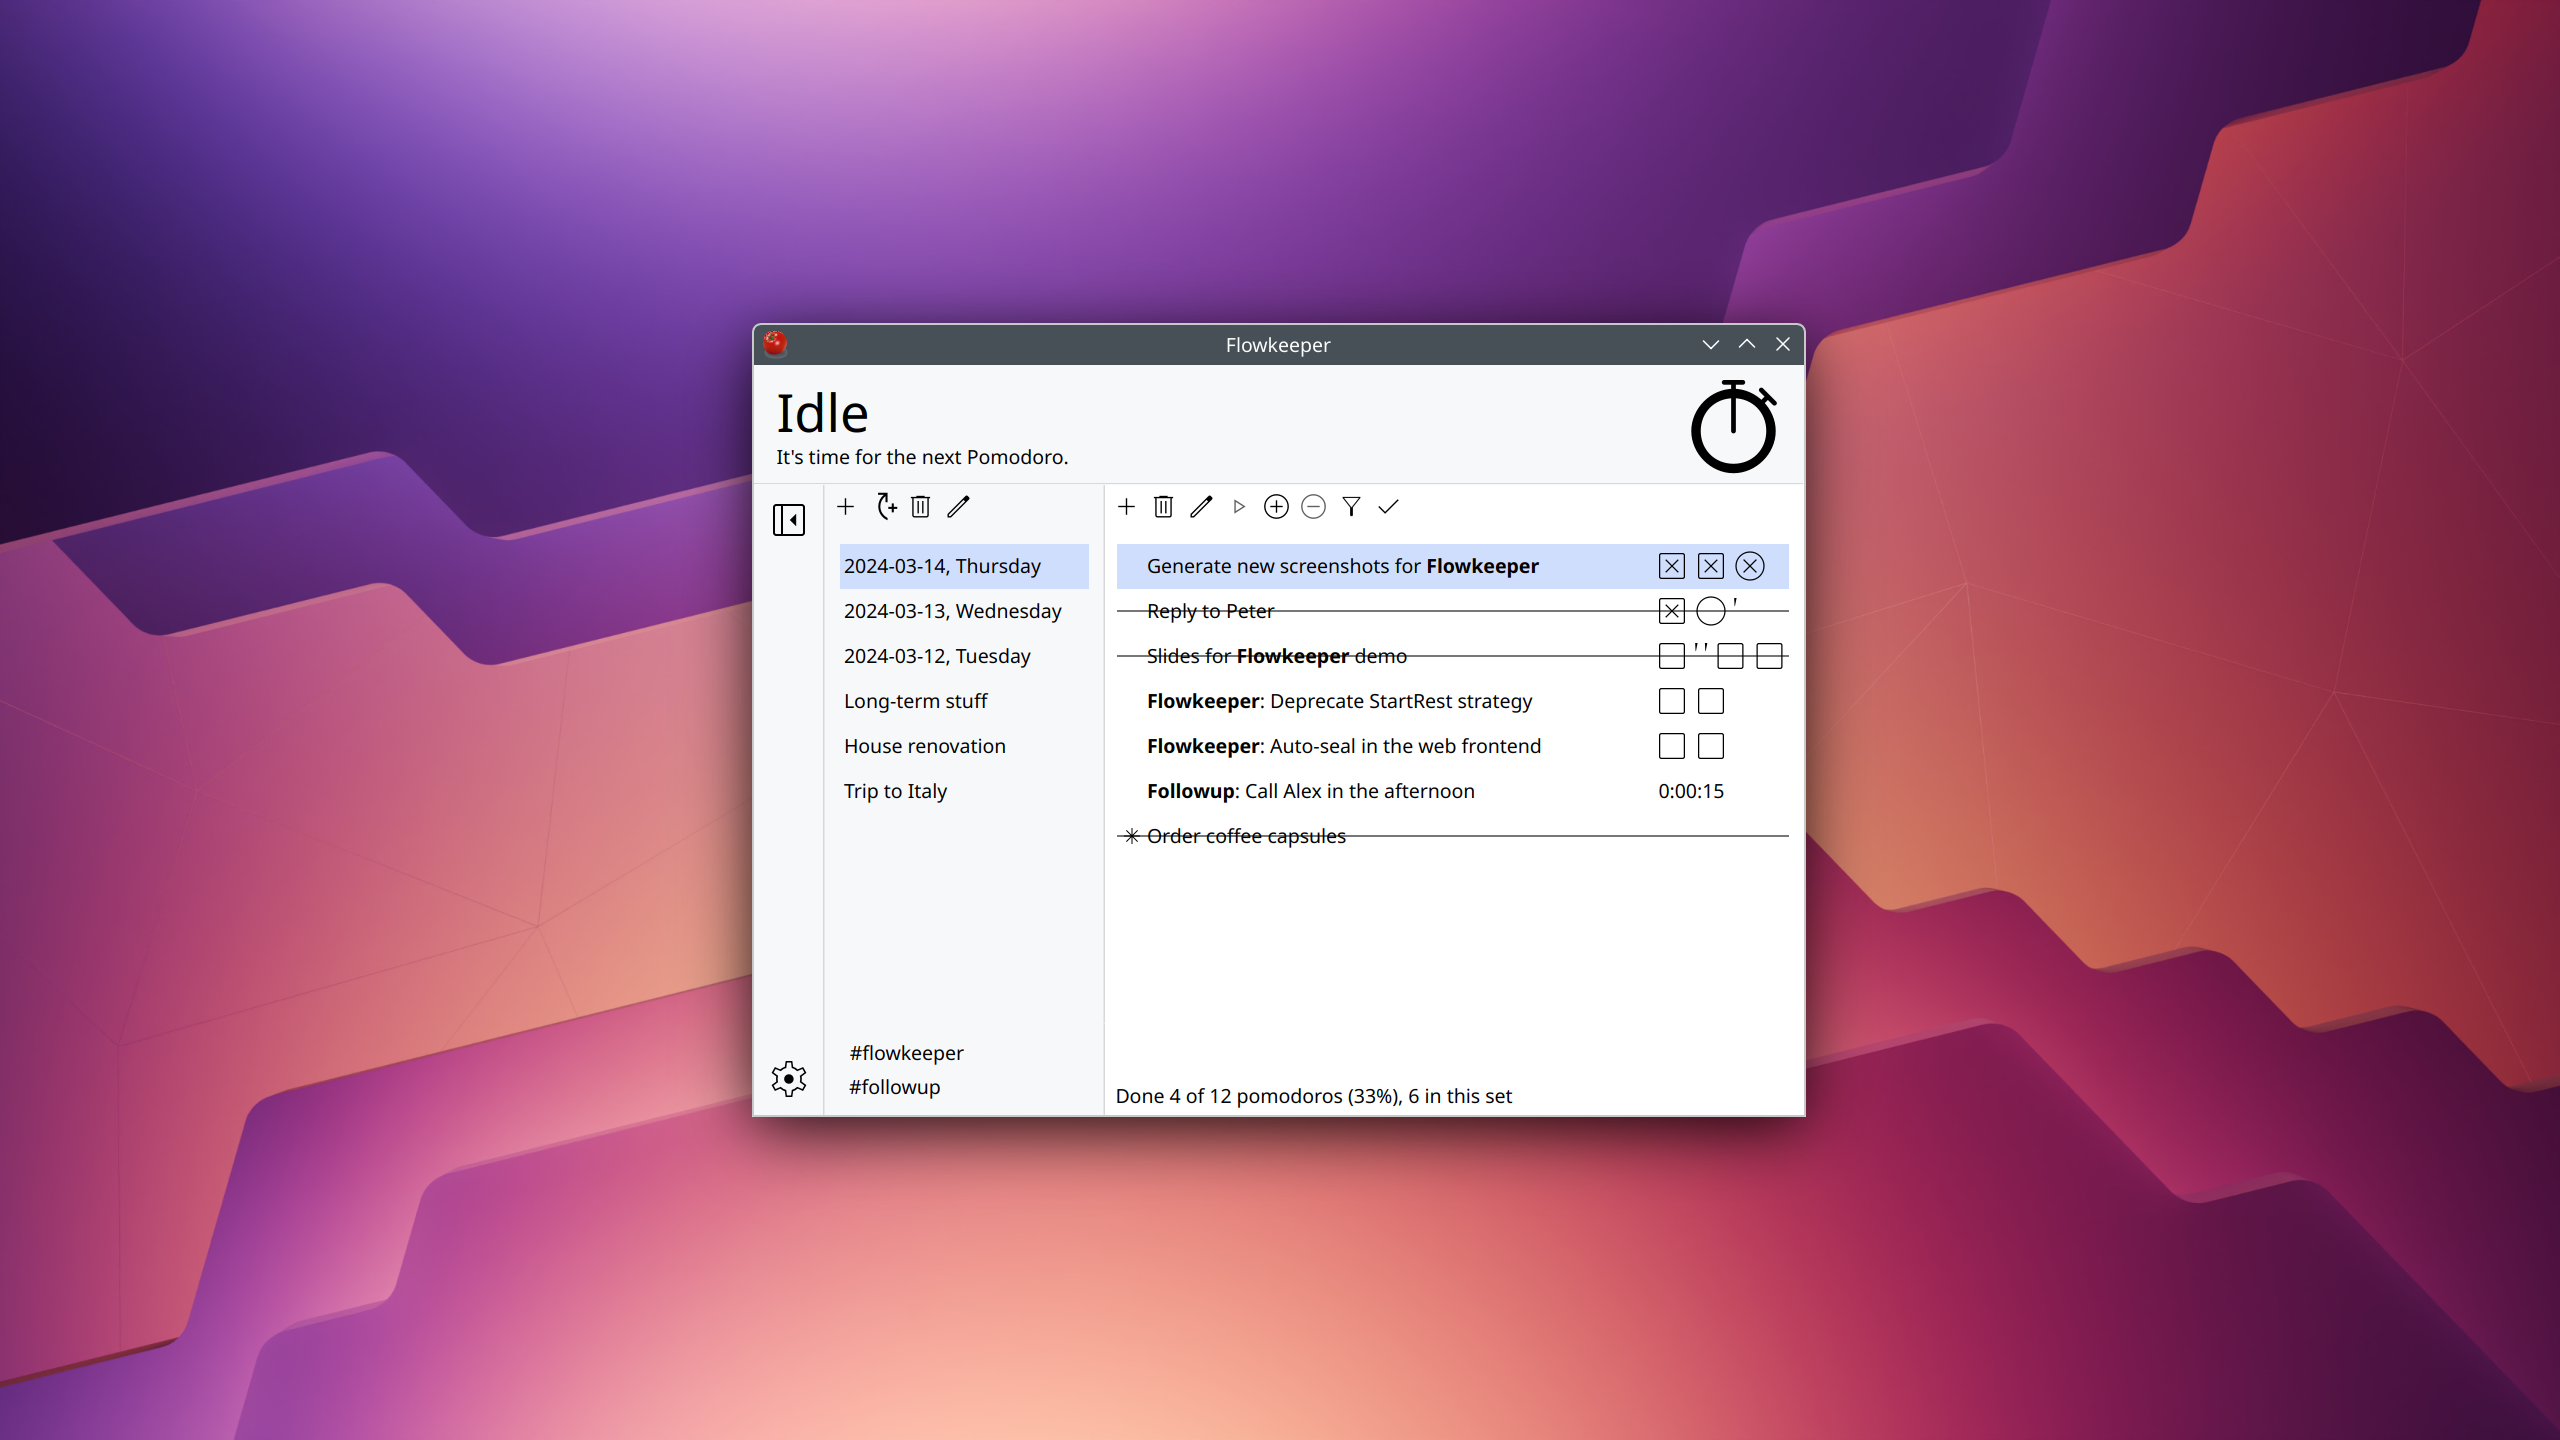 Flowkeeper
Idle
It's time for the next Pomodoro.
2024-03-14, Thursday
2024-03-13, Wednesday
2024-03-12, Tuesday
Long-term stuff
House renovation
Trip to Italy
#flowkeeper
#followup
Generate new screenshots for Flowkeeper
Reply to Peter
Slides for Flowkeeper demo
Flowkeeper: Deprecate StartRest strategy
Flowkeeper: Auto-seal in the web frontend
Followup: Call Alex in the afternoon 0:00:15
Order coffee capsules
Done 4 of 12 pomodoros (33%), 6 in this set